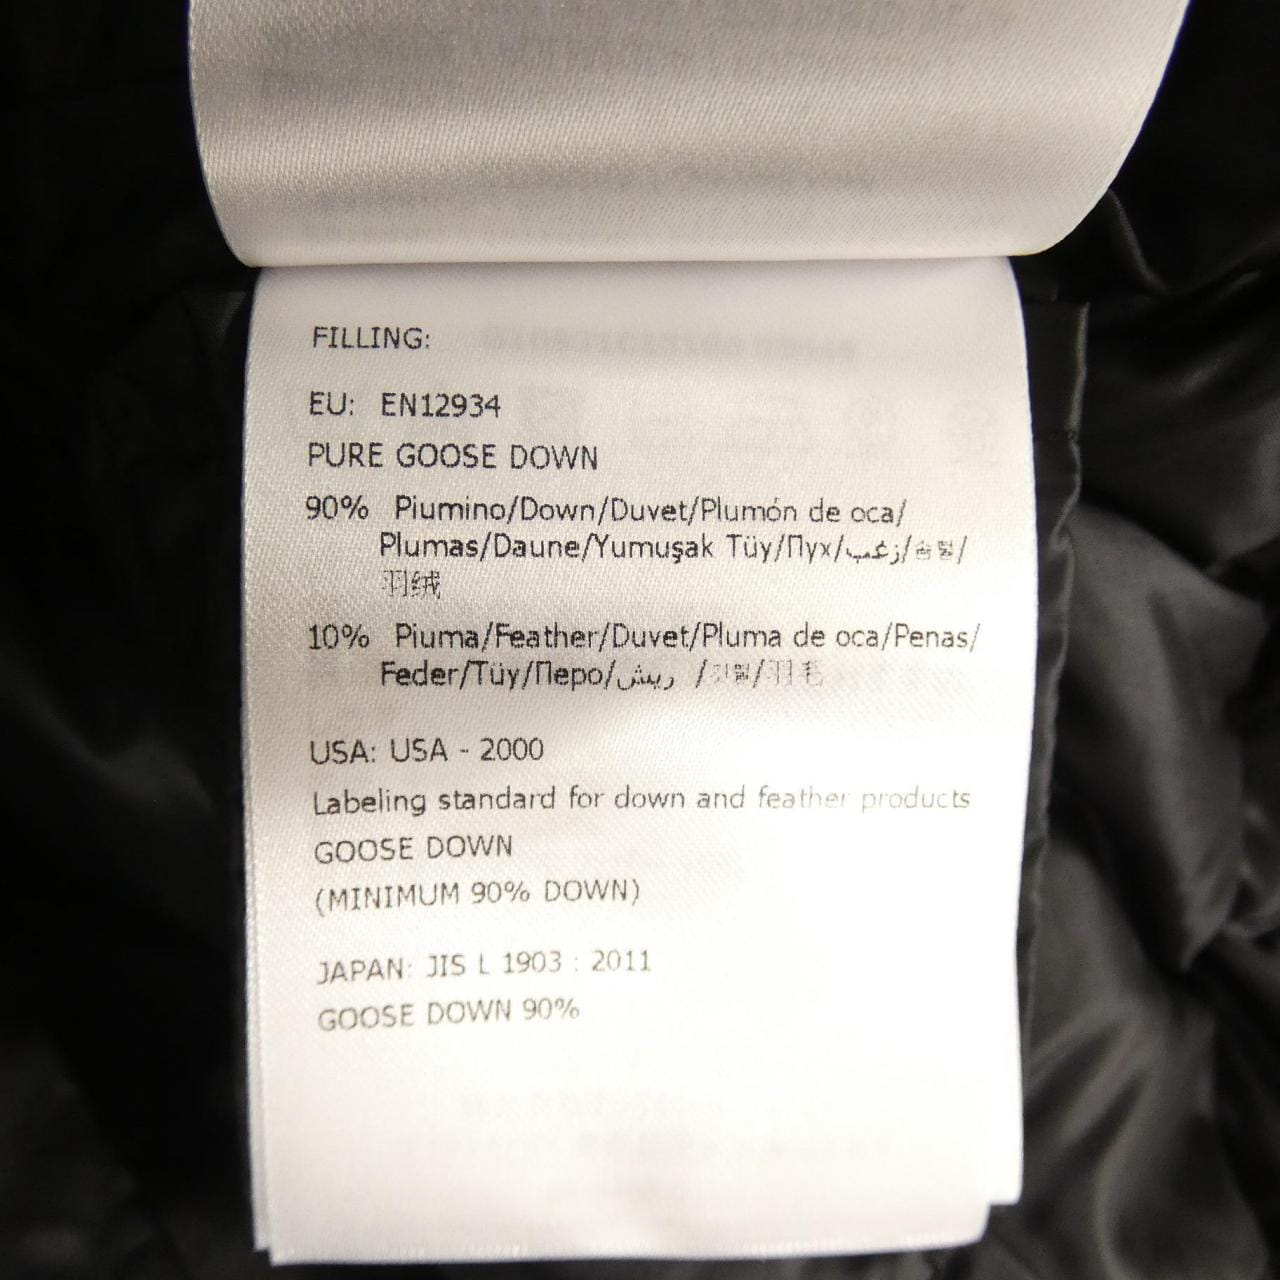 FILLING:
EU: EN12934
PURE GOOSE DOWN
90% Piumino/Down/Duvet/Plumón de oca/
Plumas/Daune/Yumuşak Tüy/Пух/زغب/솜털/
羽绒
10% Piuma/Feather/Duvet/Pluma de oca/Penas/
Feder/Tüy/Перо/ريش /깃털/羽毛
USA: USA - 2000
Labeling standard for down and feather products
GOOSE DOWN
(MINIMUM 90% DOWN)
JAPAN: JIS L 1903 : 2011
GOOSE DOWN 90%